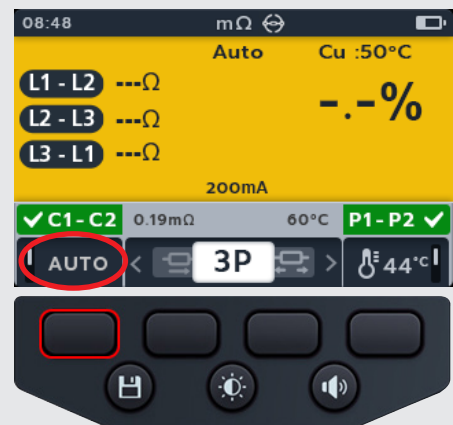 08:48 mΩ
Auto Cu :50°C
L1 - L2 ---Ω
-.-%
L2 - L3 ---Ω
L3 - L1 ---Ω
200mA
✓ C1- C2 0.19mΩ 60°C P1- P2 ✓
AUTO < 3P > 44°C